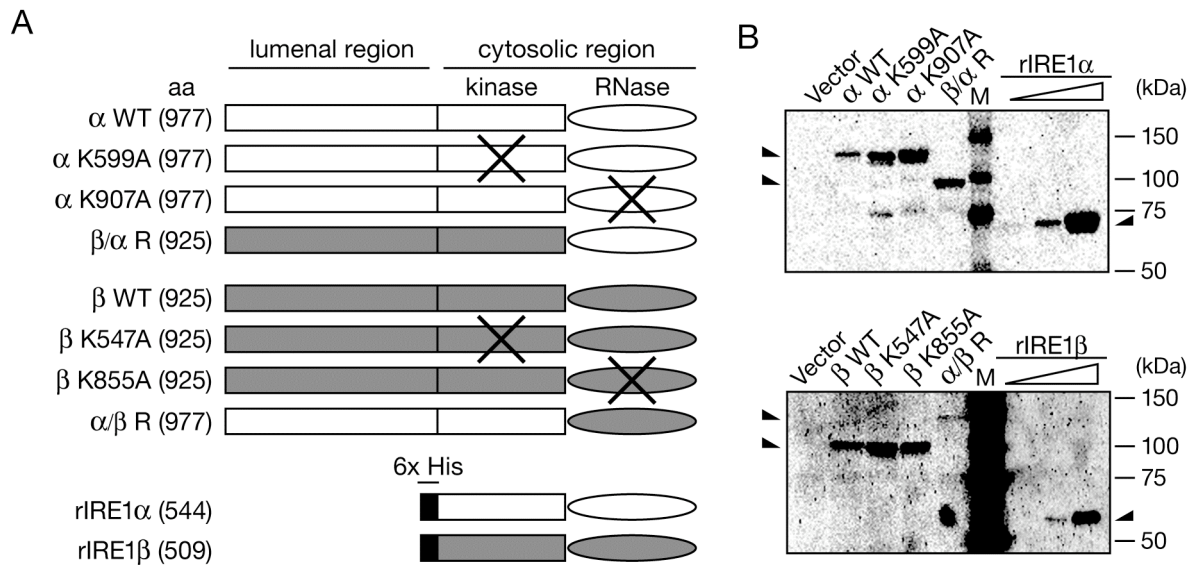 A
lumenal region
cytosolic region
aa
kinase
RNase
α WT (977)
α K599A (977)
α K907A (977)
β/α R (925)
β WT (925)
β K547A (925)
β K855A (925)
α/β R (977)
6x His
rIRE1α (544)
rIRE1β (509)
B
Vector
α WT
α K599A
α K907A
β/α R
M
rIRE1α
(kDa)
150
100
75
50
Vector
β WT
β K547A
β K855A
α/β R
M
rIRE1β
(kDa)
150
100
75
50